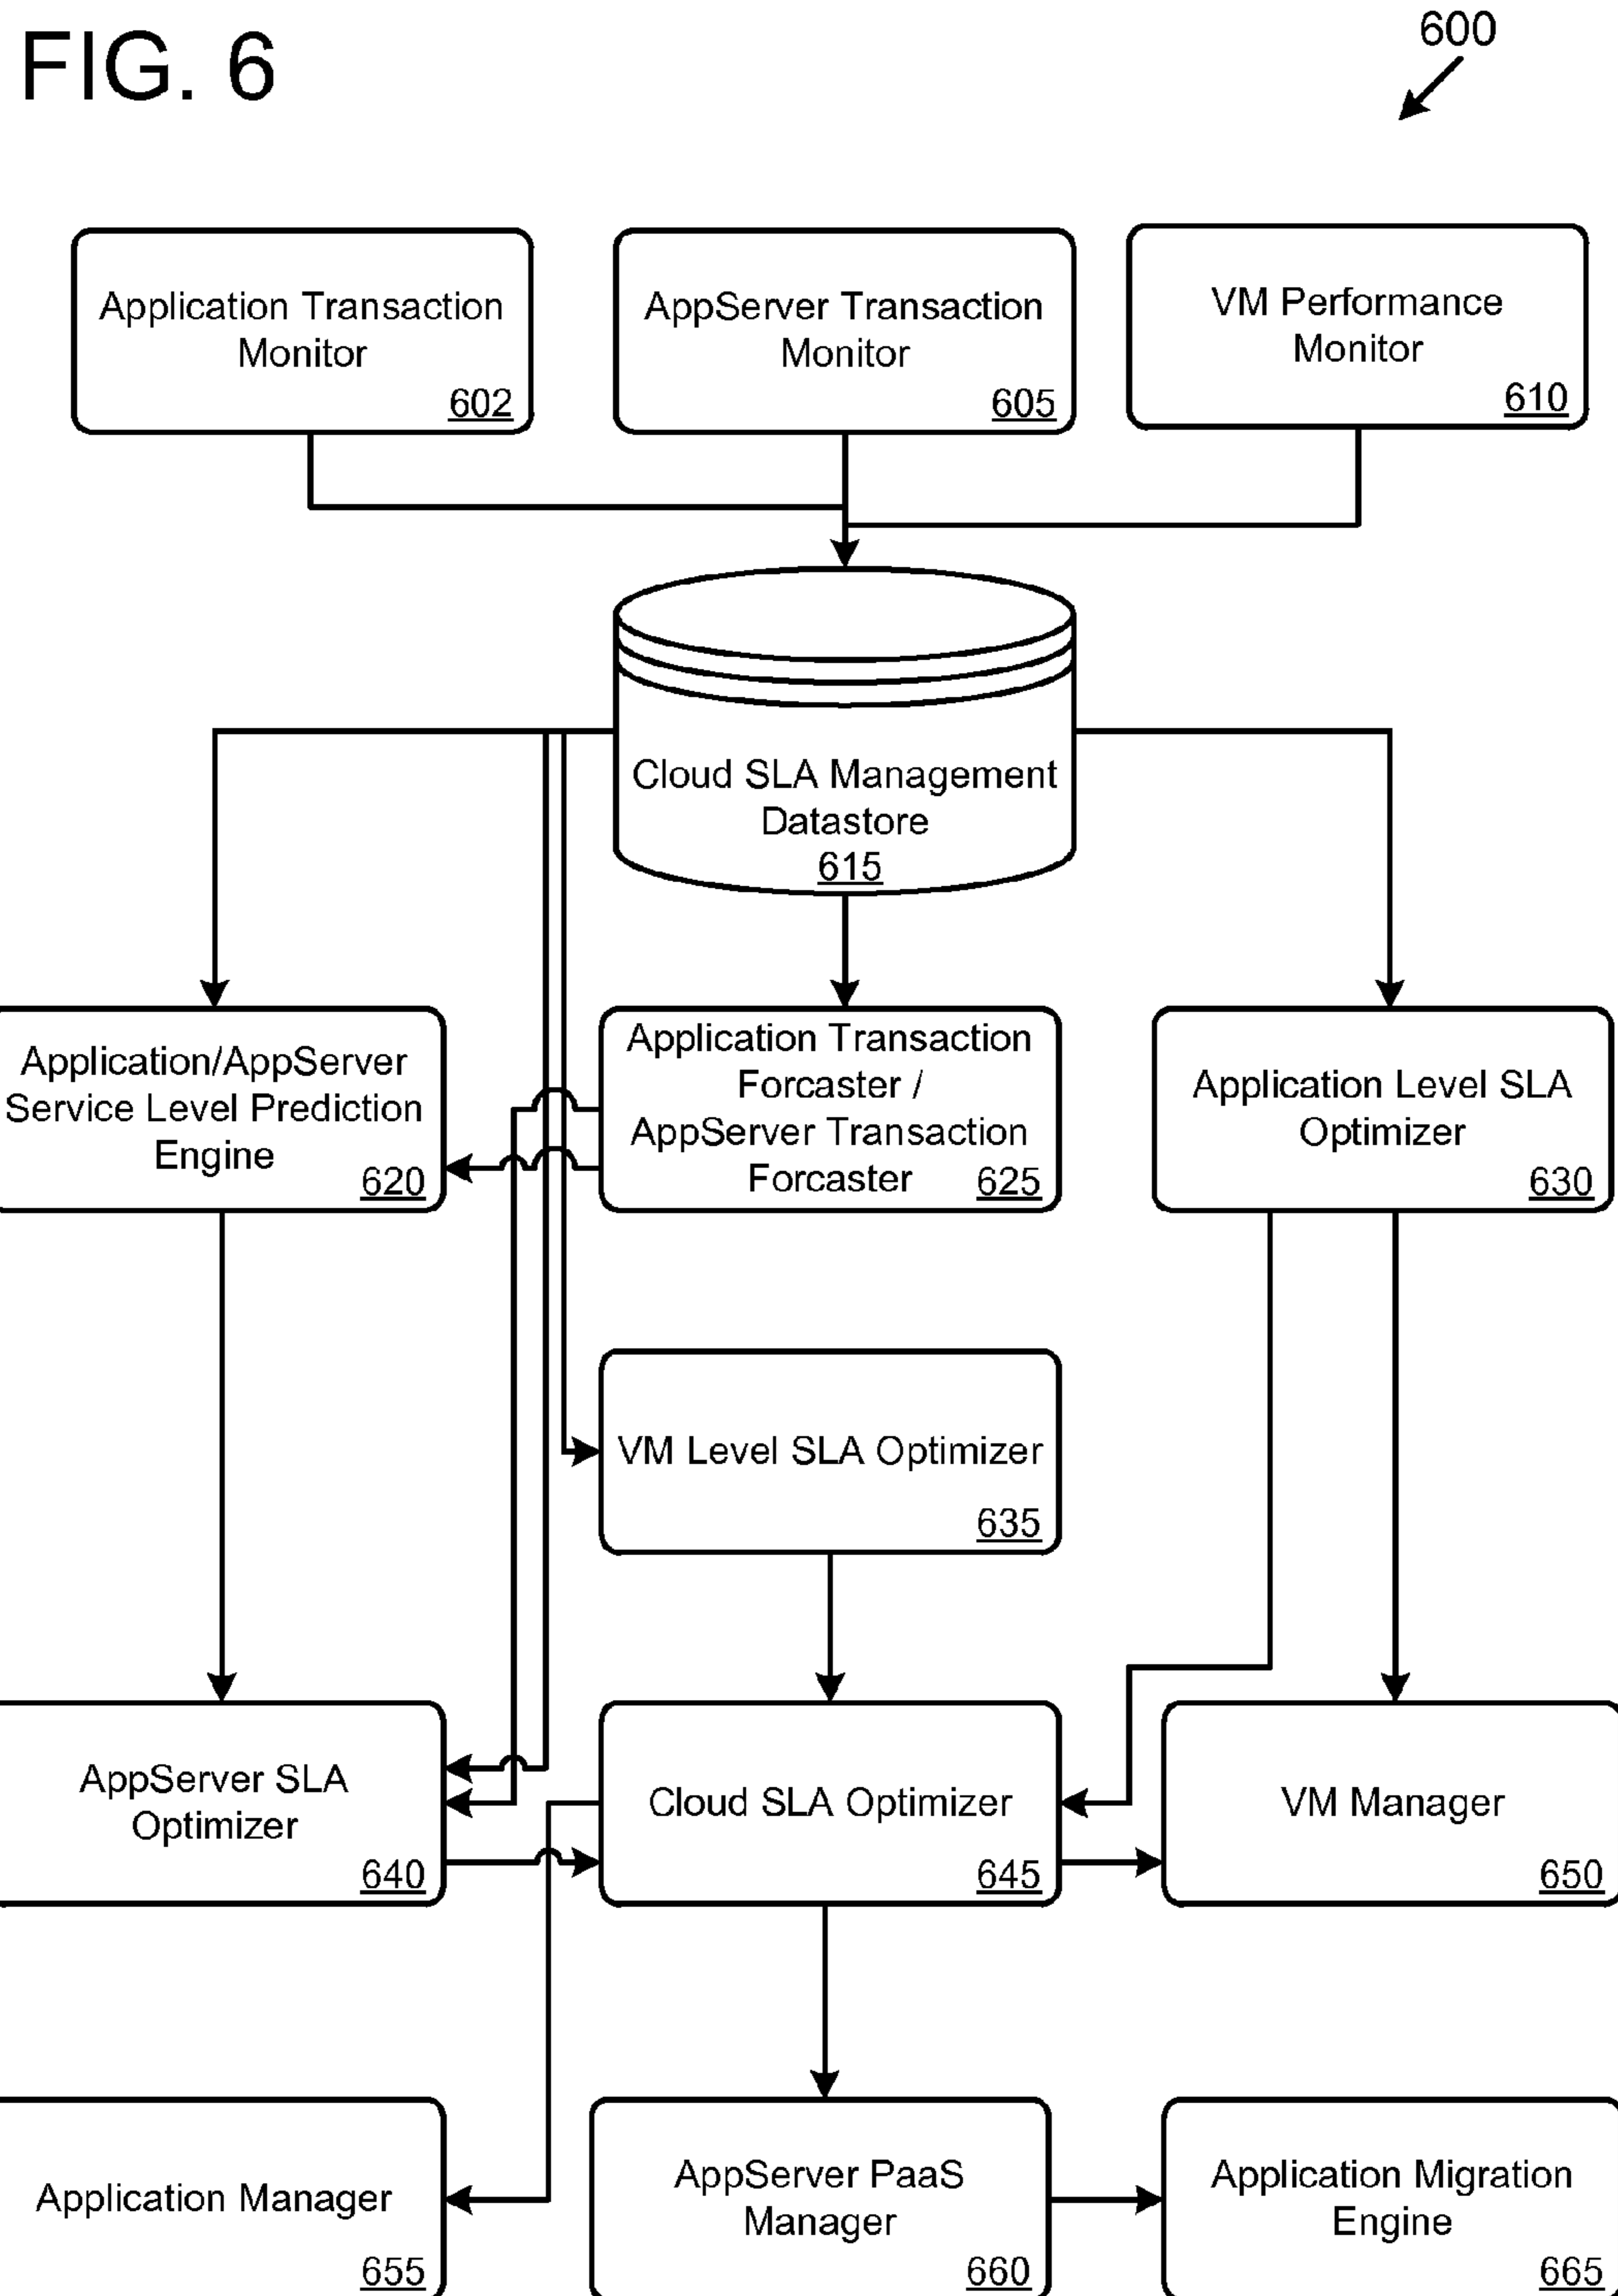 FIG. 6
600
Application Transaction
Monitor
602
AppServer Transaction
Monitor
605
VM Performance
Monitor
610
Cloud SLA Management
Datastore
615
Application/AppServer
Service Level Prediction
Engine
620
Application Transaction
Forcaster /
AppServer Transaction
Forcaster
625
Application Level SLA
Optimizer
630
VM Level SLA Optimizer
635
AppServer SLA
Optimizer
640
Cloud SLA Optimizer
645
VM Manager
650
Application Manager
655
AppServer PaaS
Manager
660
Application Migration
Engine
665